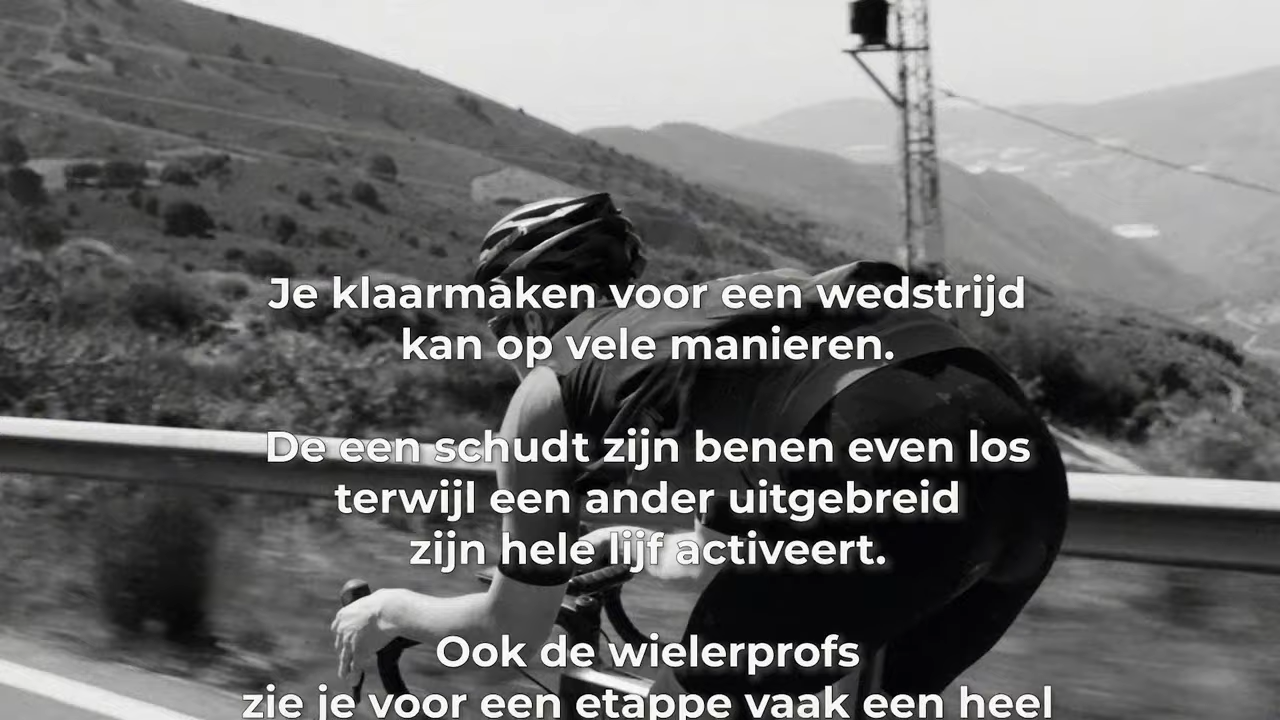 Je klaarmaken voor een wedstrijd
kan op vele manieren.
De een schudt zijn benen even los
terwijl een ander uitgebreid
zijn hele lijf activeert.
Ook de wielerprofs
zie je voor een etappe vaak een heel